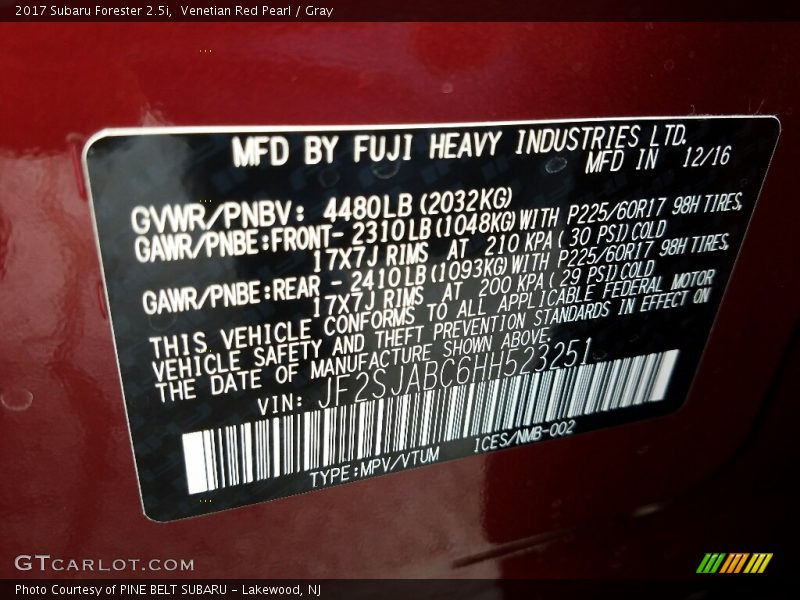 2017 Subaru Forester 2.5i,  Venetian Red Pearl / Gray
MFD BY FUJI HEAVY INDUSTRIES LTD.
MFD IN 12/16
GVWR/PNBV: 4480LB(2032KG)
GAWR/PNBE:FRONT- 2310LB(1048KG)WITH P225/60R17 98H TIRES,
17X7J RIMS AT 210 KPA( 30 PSI)COLD
GAWR/PNBE:REAR - 2410LB(1093KG)WITH P225/60R17 98H TIRES,
17X7J RIMS AT 200 KPA( 29 PSI)COLD
THIS VEHICLE CONFORMS TO ALL APPLICABLE FEDERAL MOTOR
VEHICLE SAFETY AND THEFT PREVENTION STANDARDS IN EFFECT ON
THE DATE OF MANUFACTURE SHOWN ABOVE.
VIN: JF2SJABC6HH523251
TYPE:MPV/VTUM ICES/NMB-002
GTCARLOT.COM
Photo Courtesy of PINE BELT SUBARU - Lakewood, NJ